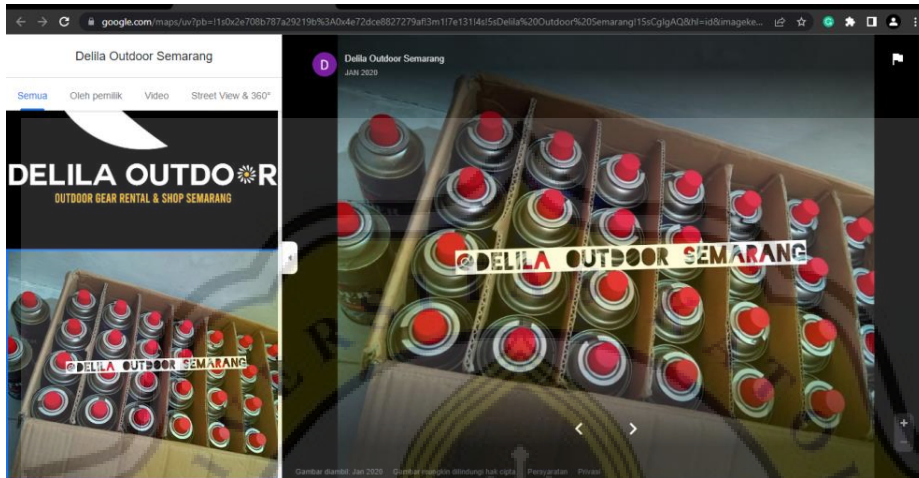 google.com/maps/uv?pb=!1s0x2e708b787a29219b%3A0x4e72dce8827279af!3m1!7e131!4s!5sDelila%20Outdoor%20Semarang!15sCgIgAQ&hl=id&imageke...
Delila Outdoor Semarang
Semua Oleh pemilik Video Street View & 360°
DELILA OUTDOOR
OUTDOOR GEAR RENTAL & SHOP SEMARANG
@DELILA OUTDOOR SEMARANG
D
Delila Outdoor Semarang
JAN 2020
@DELILA OUTDOOR SEMARANG
Gambar diambil: Jan 2020 Gambar mungkin dilindungi hak cipta Persyaratan Privasi